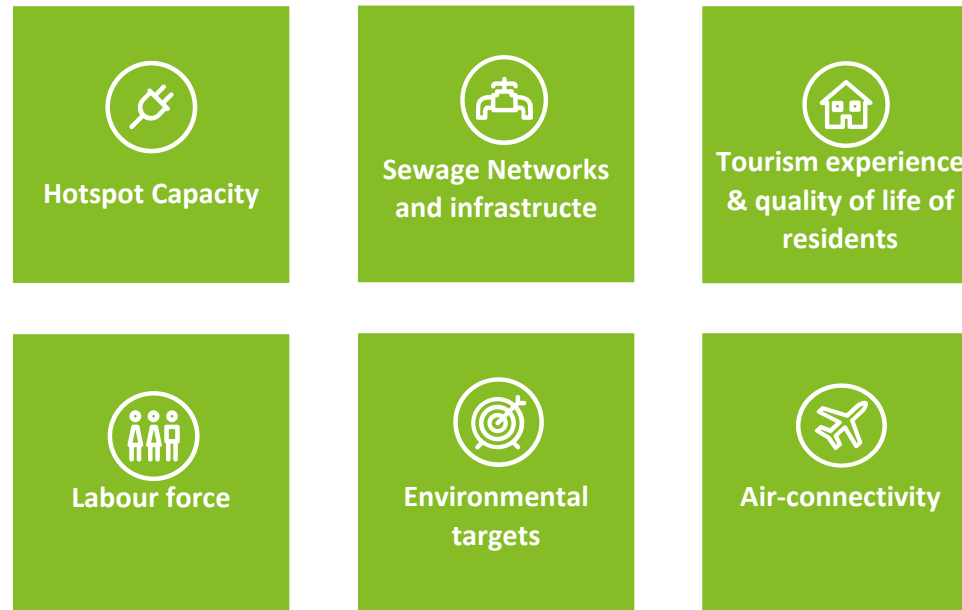 Hotspot Capacity
Sewage Networks
and infrastructe
Tourism experience
& quality of life of
residents
Labour force
Environmental
targets
Air-connectivity